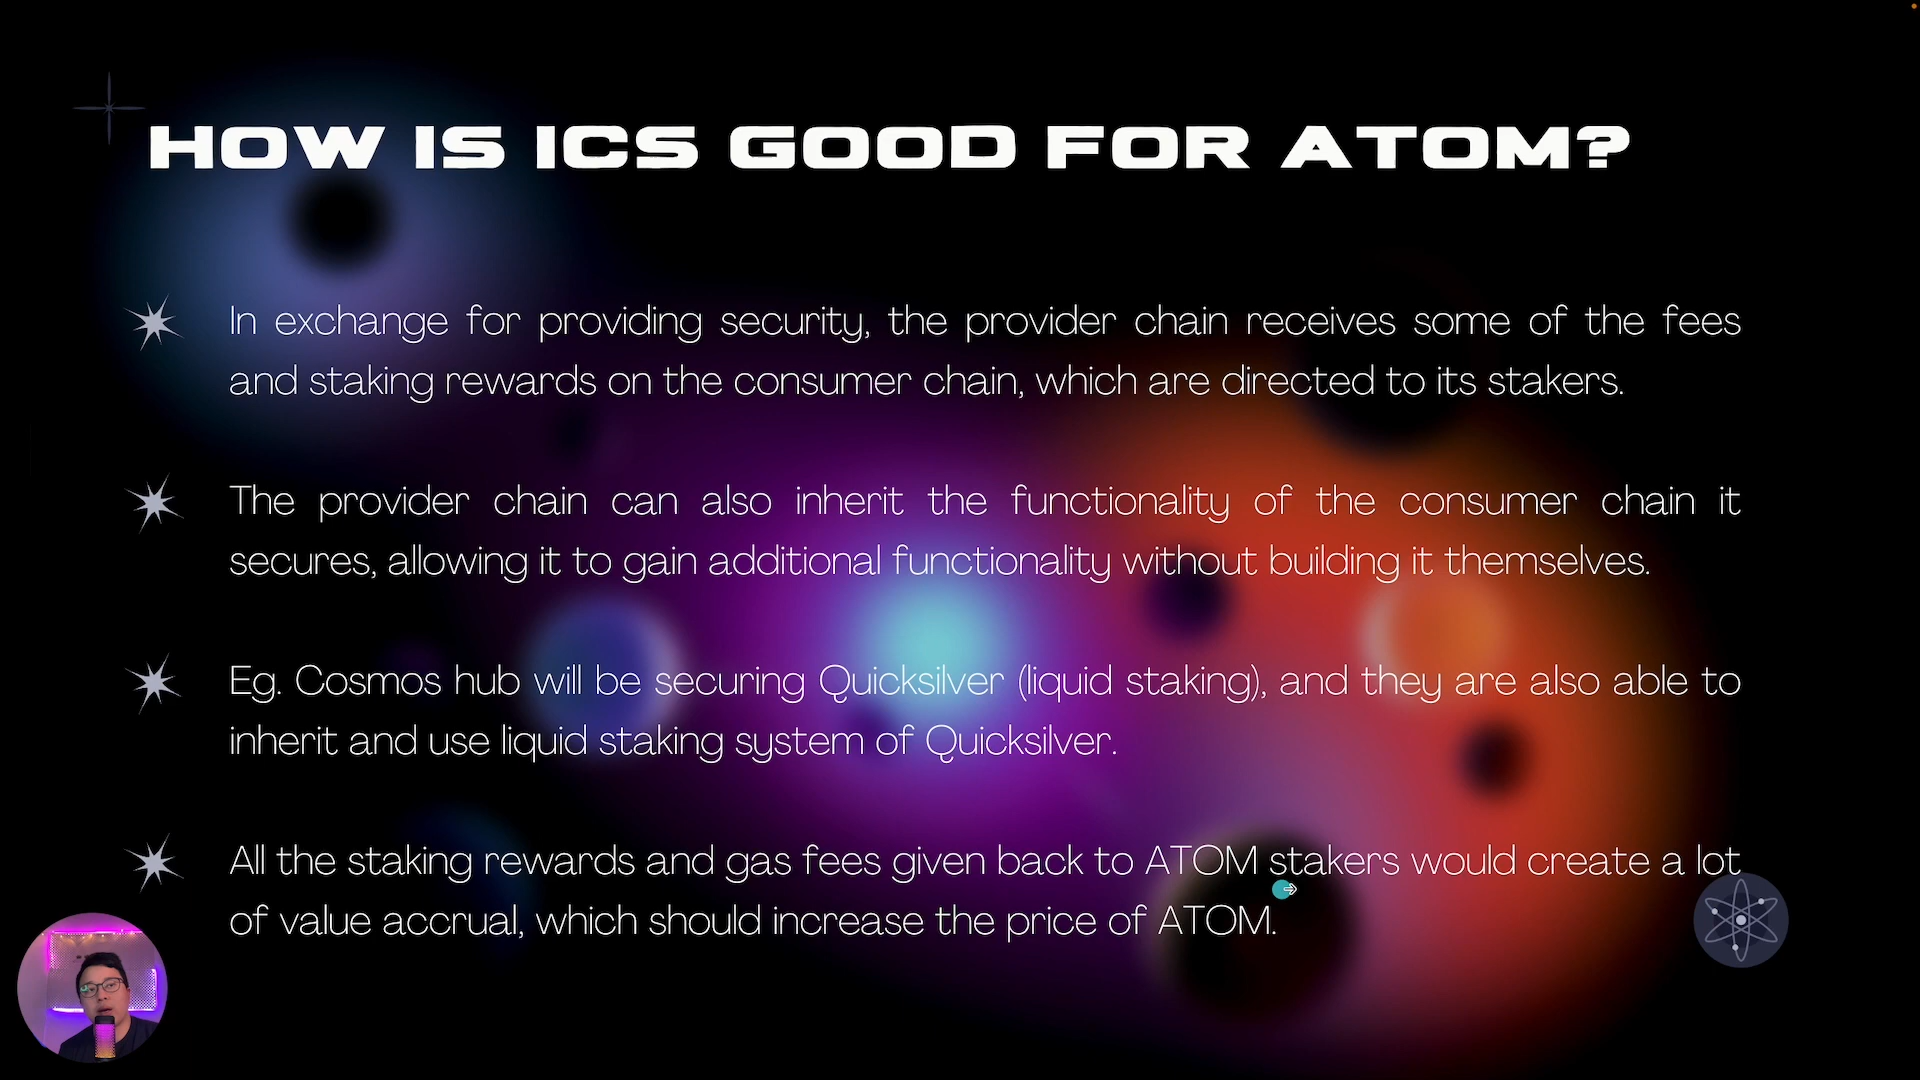 HOW IS ICS GOOD FOR ATOM?
In exchange for providing security, the provider chain receives some of the fees
and staking rewards on the consumer chain, which are directed to its stakers.
The provider chain can also inherit the functionality of the consumer chain it
secures, allowing it to gain additional functionality without building it themselves.
Eg. Cosmos hub will be securing Quicksilver (liquid staking), and they are also able to
inherit and use liquid staking system of Quicksilver.
All the staking rewards and gas fees given back to ATOM stakers would create a lot
of value accrual, which should increase the price of ATOM.